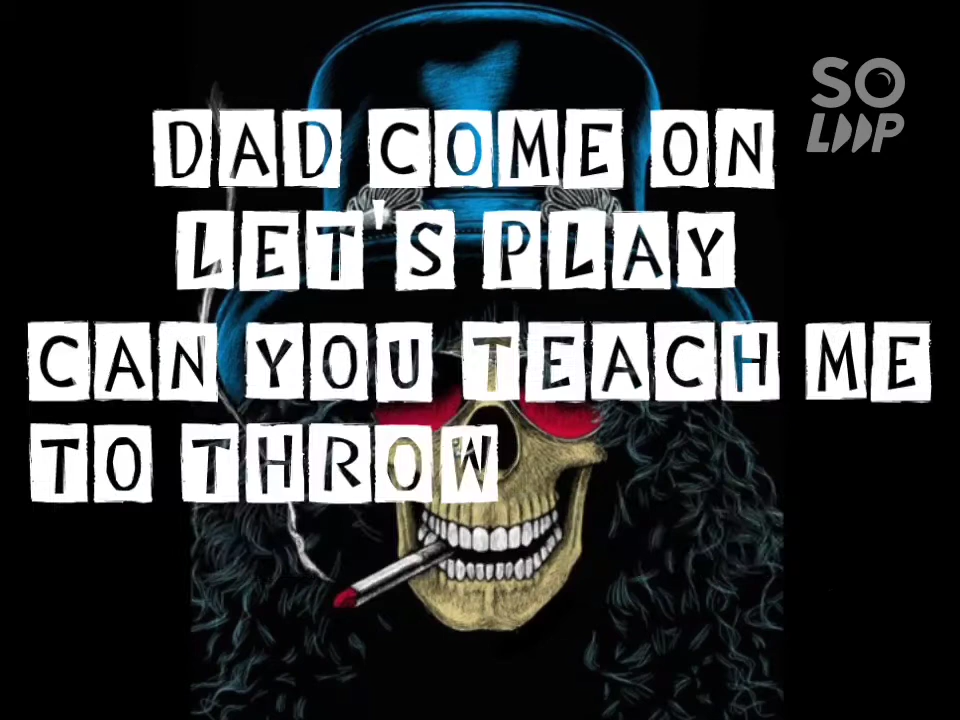 DAD COME ON
LET'S PLAY
CAN YOU TEACH ME
TO THROW
SO
LOOP